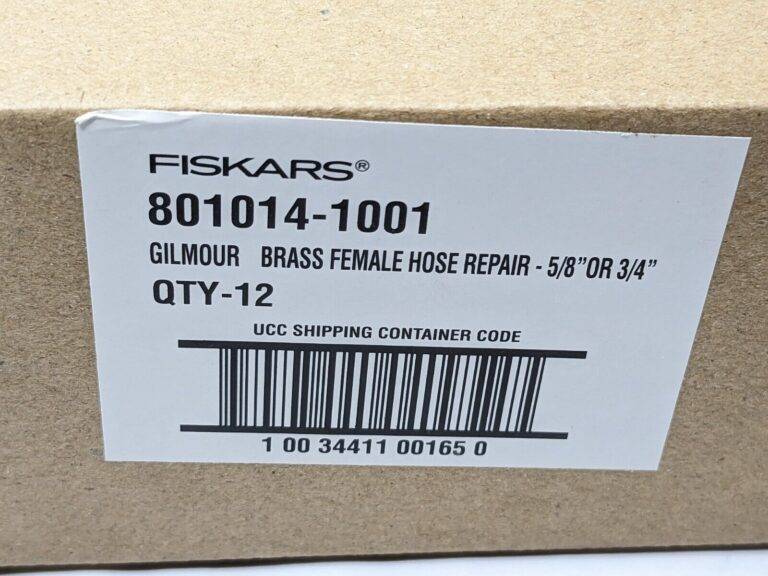 FISKARS®
801014-1001
GILMOUR BRASS FEMALE HOSE REPAIR - 5/8" OR 3/4"
QTY-12
UCC SHIPPING CONTAINER CODE
1 00 34411 00165 0